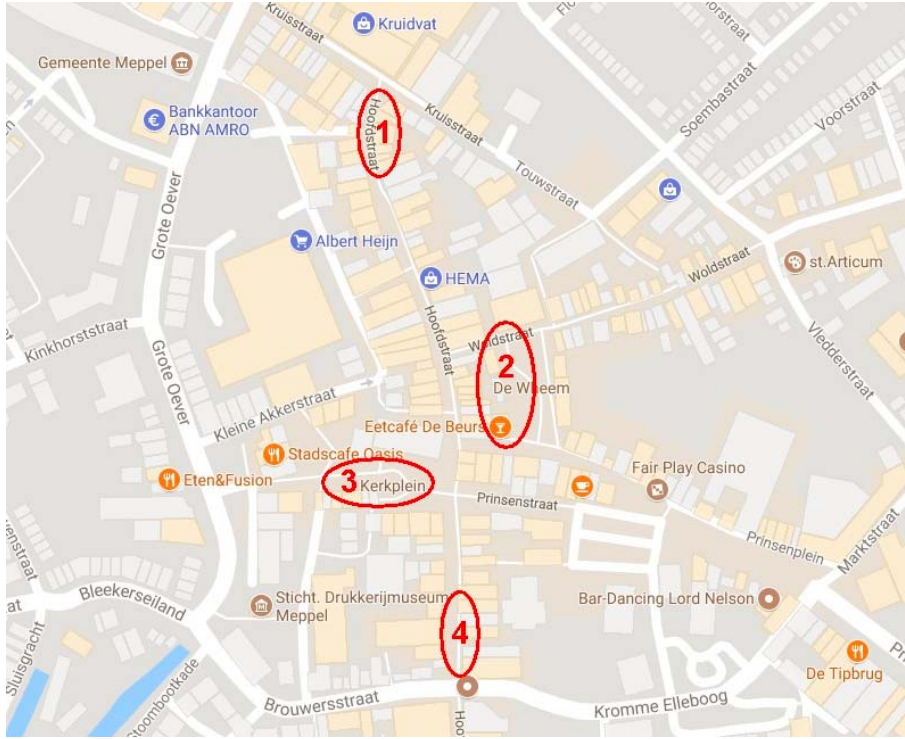 Kruisstraat
Kruidvat
Gemeente Meppel
Bankkantoor
ABN AMRO
Hoofdstraat
1
Kruisstraat
Touwstraat
Soembastraat
Voorstraat
Grote Oever
Albert Heijn
HEMA
Woldstraat
st.Articum
Kinkhorststraat
Hoofdstraat
Woldstraat
2
De Wheem
Vledderstraat
Grote Oever
Kleine Akkerstraat
Eetcafé De Beurs
Stadscafe Oasis
Eten&Fusion
3
Kerkplein
Prinsenstraat
Fair Play Casino
Prinsenplein
Marktstraat
Bleekerseiland
Sticht. Drukkerijmuseum
Meppel
4
Bar-Dancing Lord Nelson
De Tipbrug
Sluisgracht
Stoombootkade
Brouwersstraat
Kromme Elleboog